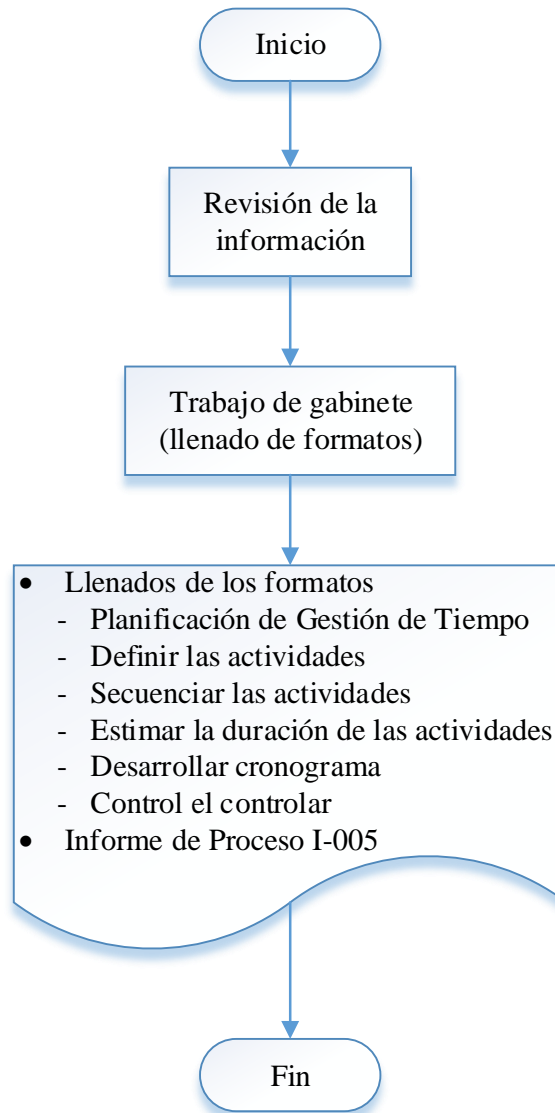 Inicio
Revisión de la
información
Trabajo de gabinete
(llenado de formatos)
• Llenados de los formatos
- Planificación de Gestión de Tiempo
- Definir las actividades
- Secuenciar las actividades
- Estimar la duración de las actividades
- Desarrollar cronograma
- Control el controlar
• Informe de Proceso I-005
Fin